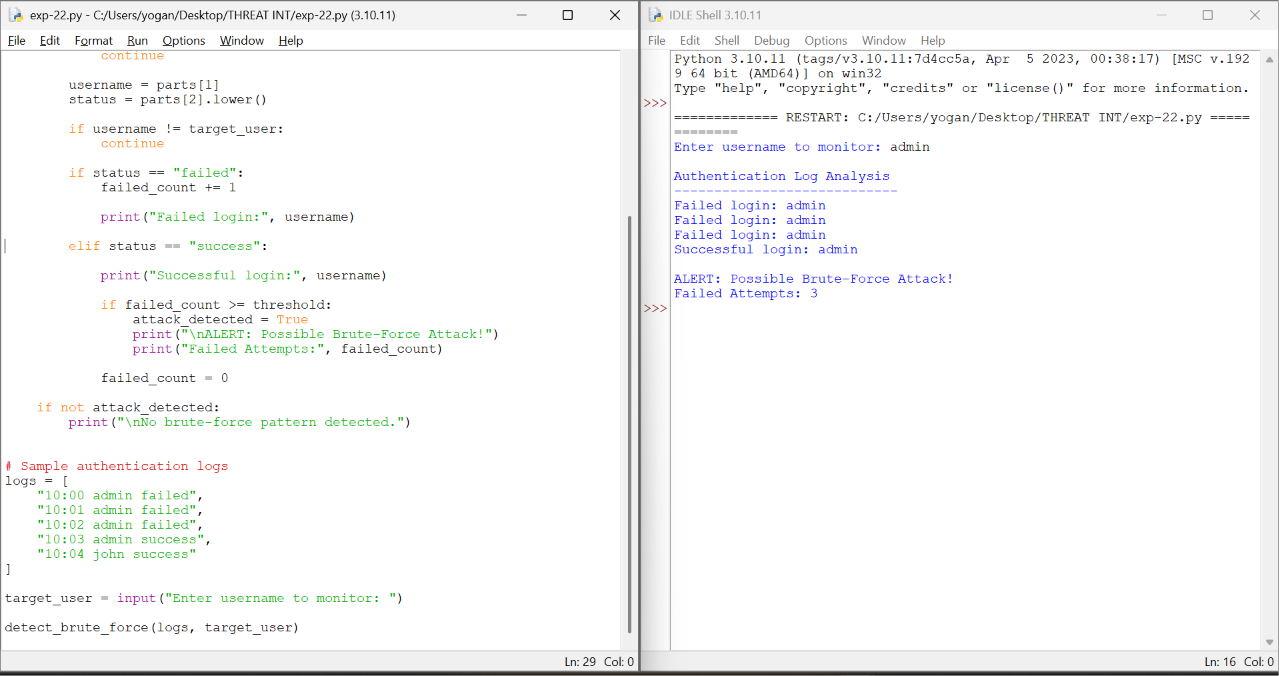 exp-22.py - C:/Users/yogan/Desktop/THREAT INT/exp-22.py (3.10.11)
File Edit Format Run Options Window Help
continue
username = parts[1]
status = parts[2].lower()
if username != target_user:
continue
if status == "failed":
failed_count += 1
print("Failed login:", username)
elif status == "success":
print("Successful login:", username)
if failed_count >= threshold:
attack_detected = True
print("\nALERT: Possible Brute-Force Attack!")
print("Failed Attempts:", failed_count)
failed_count = 0
if not attack_detected:
print("\nNo brute-force pattern detected.")
# Sample authentication logs
logs = [
"10:00 admin failed",
"10:01 admin failed",
"10:02 admin failed",
"10:03 admin success",
"10:04 john success"
]
target_user = input("Enter username to monitor: ")
detect_brute_force(logs, target_user)
Ln: 29 Col: 0
IDLE Shell 3.10.11
File Edit Shell Debug Options Window Help
Python 3.10.11 (tags/v3.10.11:7d4cc5a, Apr  5 2023, 00:38:17) [MSC v.192
9 64 bit (AMD64)] on win32
Type "help", "copyright", "credits" or "license()" for more information.
>>>
============= RESTART: C:/Users/yogan/Desktop/THREAT INT/exp-22.py =====
========
Enter username to monitor: admin
Authentication Log Analysis
----------------------------
Failed login: admin
Failed login: admin
Failed login: admin
Successful login: admin
ALERT: Possible Brute-Force Attack!
Failed Attempts: 3
>>>
Ln: 16 Col: 0